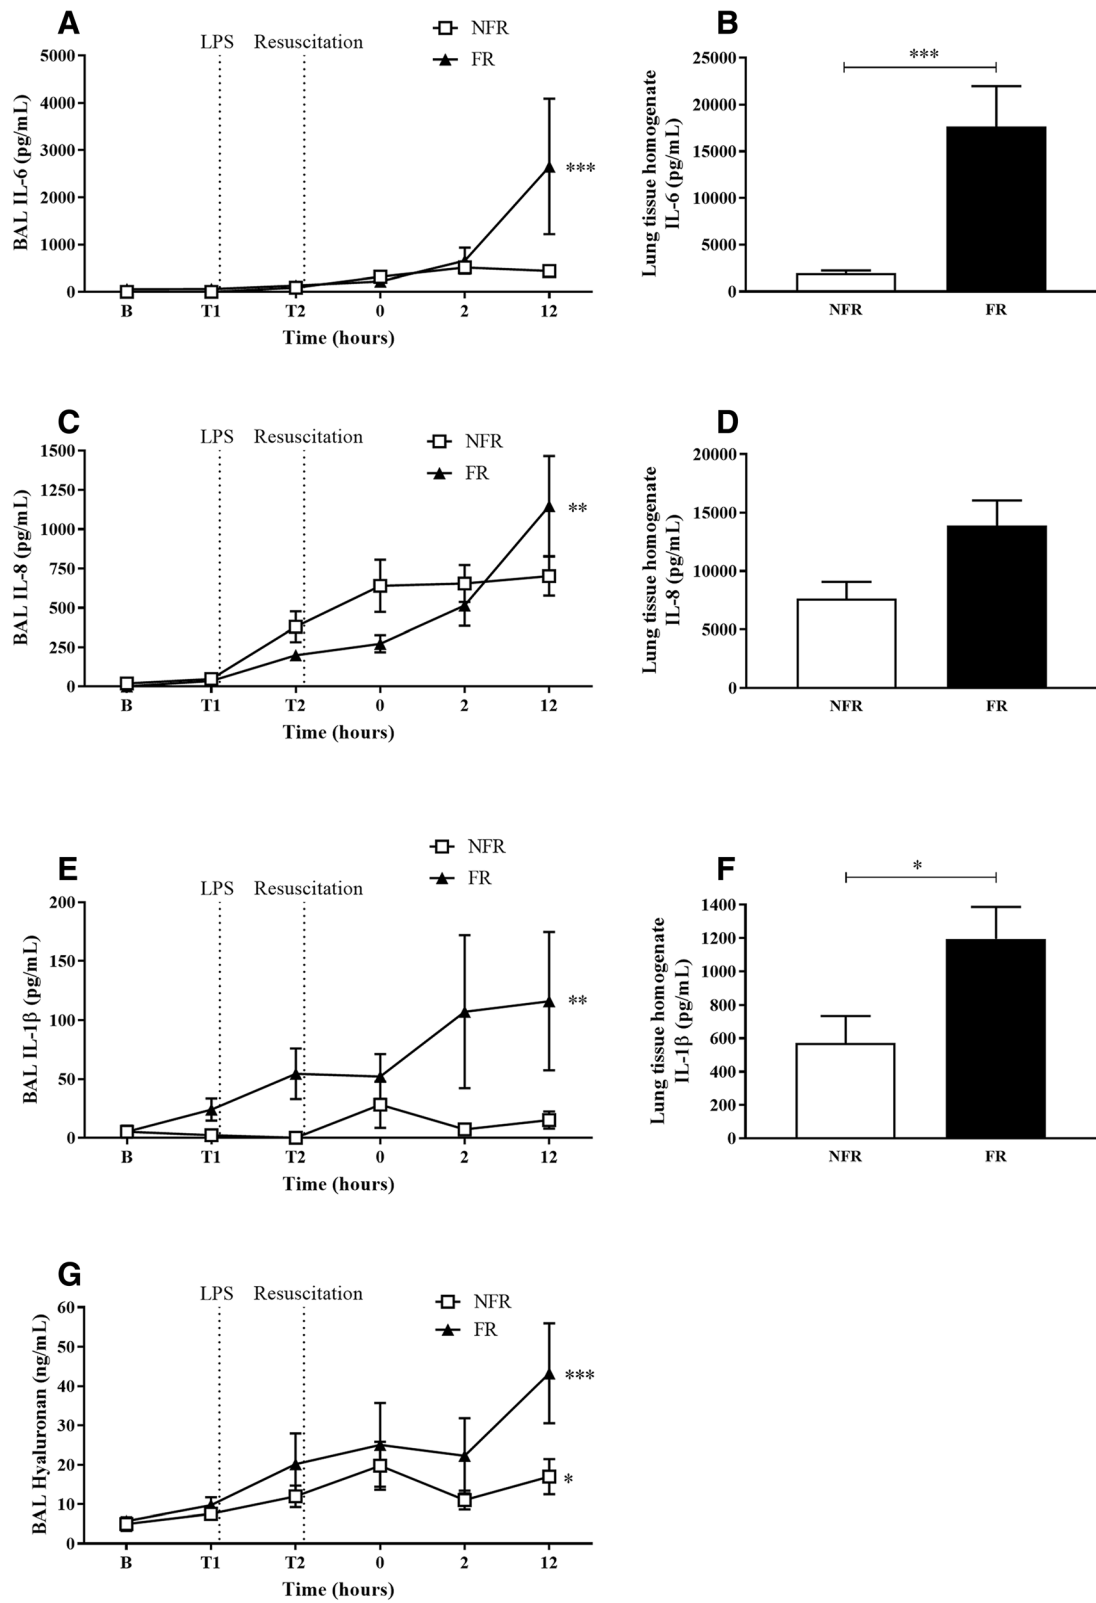 A
LPS
Resuscitation
NFR
FR
5000
4000
3000
2000
1000
0
BAL IL-6 (pg/mL)
***
B
T1
T2
0
2
12
Time (hours)
B
***
25000
20000
15000
10000
5000
0
Lung tissue homogenate
IL-6 (pg/mL)
NFR
FR
C
LPS
Resuscitation
NFR
FR
1500
1250
1000
750
500
250
0
BAL IL-8 (pg/mL)
**
B
T1
T2
0
2
12
Time (hours)
D
20000
15000
10000
5000
0
Lung tissue homogenate
IL-8 (pg/mL)
NFR
FR
E
LPS
Resuscitation
NFR
FR
200
150
100
50
0
BAL IL-1β (pg/mL)
**
B
T1
T2
0
2
12
Time (hours)
F
*
1400
1200
1000
800
600
400
200
0
Lung tissue homogenate
IL-1β (pg/mL)
NFR
FR
G
LPS
Resuscitation
NFR
FR
60
50
40
30
20
10
0
BAL Hyaluronan (ng/mL)
***
*
B
T1
T2
0
2
12
Time (hours)